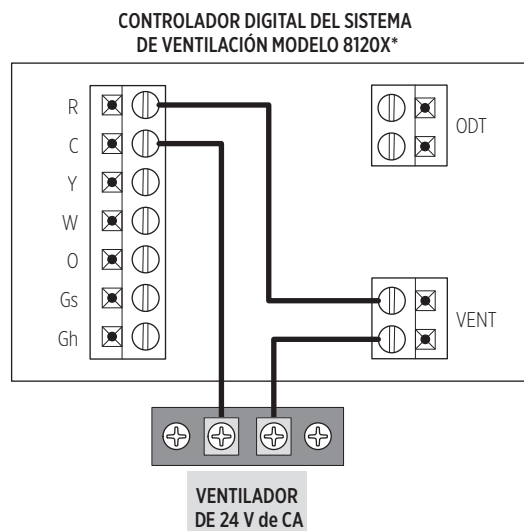 CONTROLADOR DIGITAL DEL SISTEMA
DE VENTILACIÓN MODELO 8120X*
R
C
Y
W
O
Gs
Gh
ODT
VENT
VENTILADOR
DE 24 V de CA